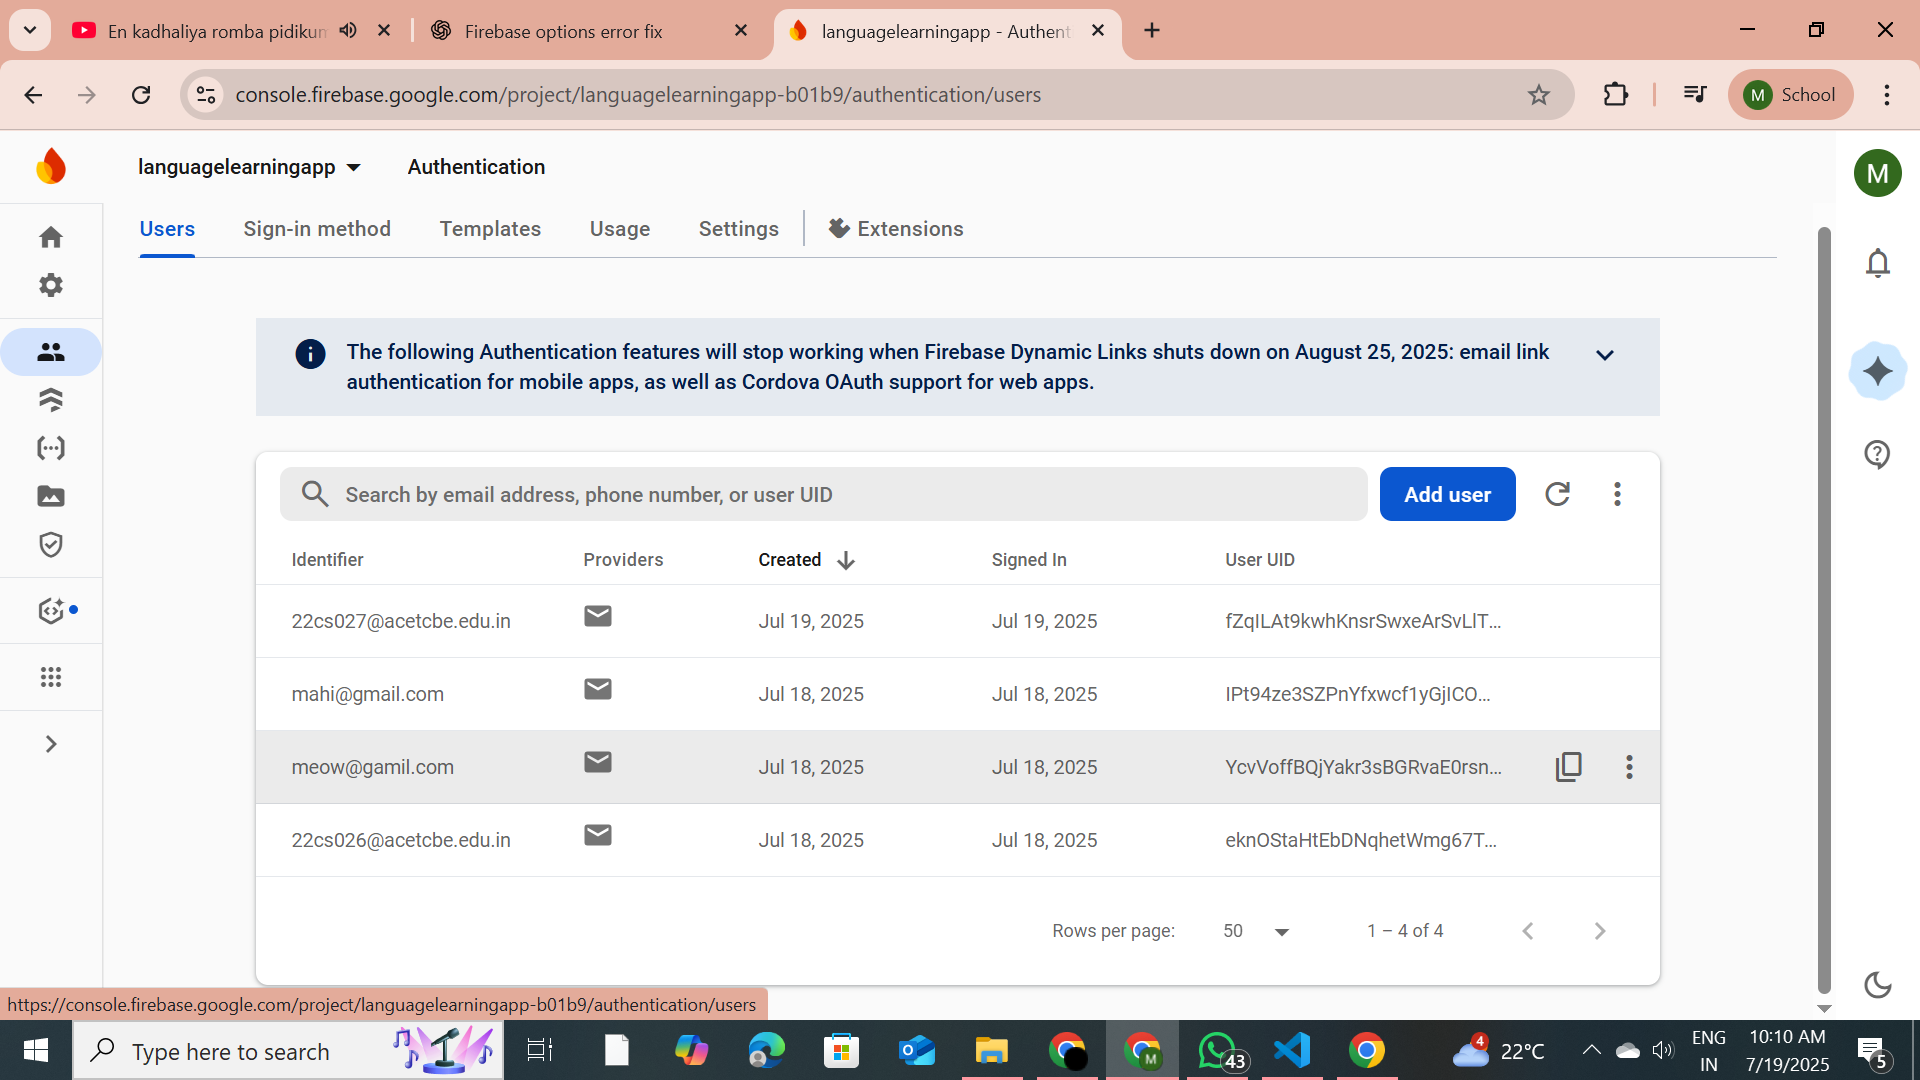 En kadhaliya romba pidikum
Firebase options error fix
languagelearningapp - Authent
console.firebase.google.com/project/languagelearningapp-b01b9/authentication/users
M School
languagelearningapp
Authentication
M
Users
Sign-in method
Templates
Usage
Settings
Extensions
The following Authentication features will stop working when Firebase Dynamic Links shuts down on August 25, 2025: email link
authentication for mobile apps, as well as Cordova OAuth support for web apps.
Search by email address, phone number, or user UID
Add user
Identifier Providers Created Signed In User UID
22cs027@acetcbe.edu.in Jul 19, 2025 Jul 19, 2025 fZqILAt9kwhKnsrSwxeArSvLlT...
mahi@gmail.com Jul 18, 2025 Jul 18, 2025 IPt94ze3SZPnYfxwcf1yGjICO...
meow@gamil.com Jul 18, 2025 Jul 18, 2025 YcvVoffBQjYakr3sBGRvaE0rsn...
22cs026@acetcbe.edu.in Jul 18, 2025 Jul 18, 2025 eknOStaHtEbDNqhetWmg67T...
Rows per page: 50 1 – 4 of 4
https://console.firebase.google.com/project/languagelearningapp-b01b9/authentication/users
Type here to search
M
43
4
22°C
ENG
IN
10:10 AM
7/19/2025
5